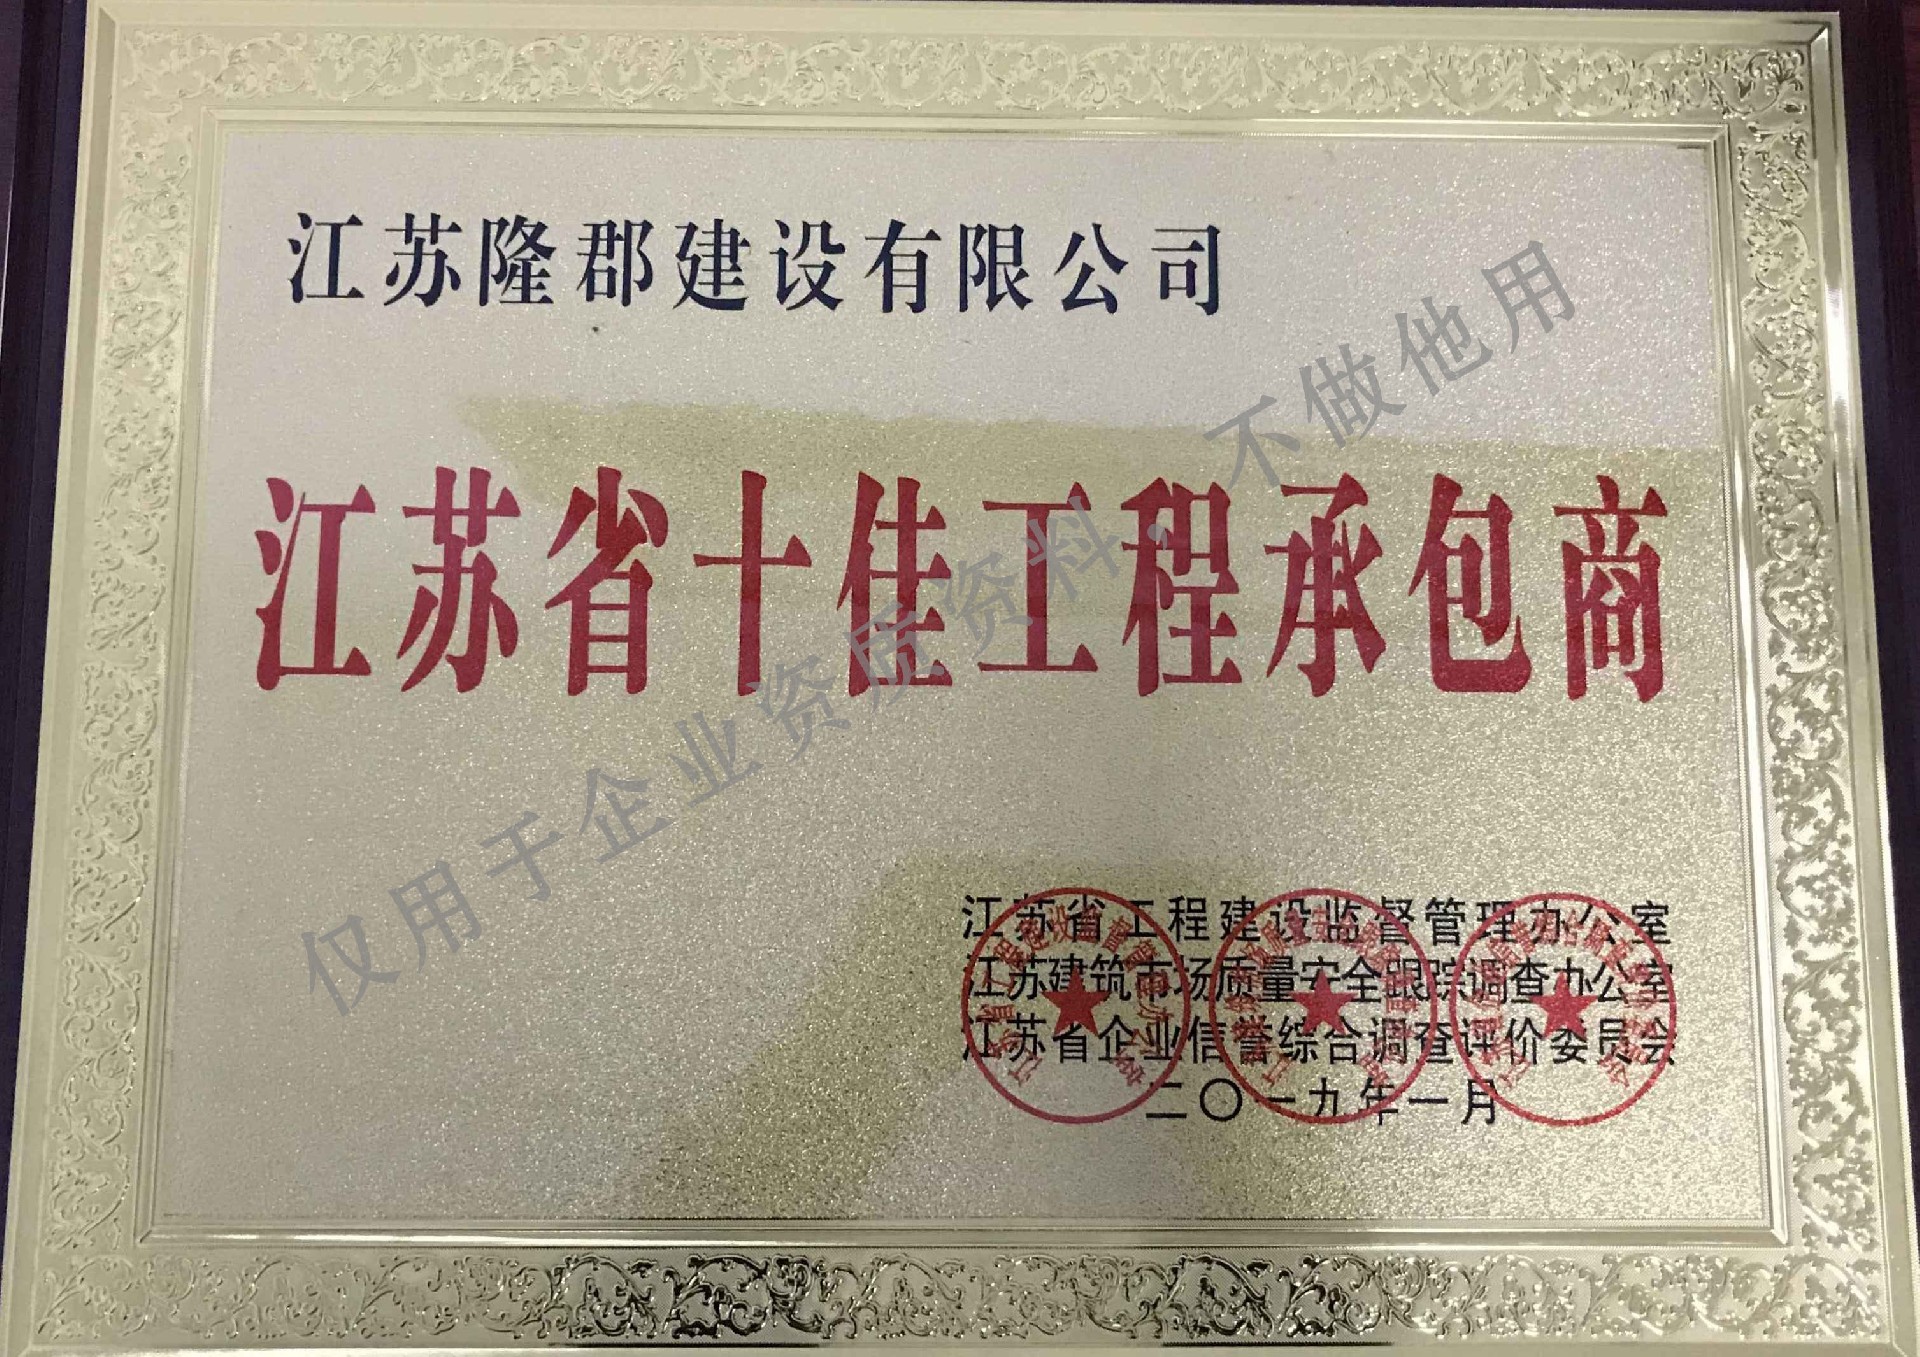 江苏隆郡建设有限公司
江苏省十佳工程承包商
仅用于企业资质资料，不做他用
江苏省工程建设监督管理办公室
江苏建筑市场质量安全跟踪调查办公室
江苏省企业信誉综合调查评价委员会
二〇一九年一月